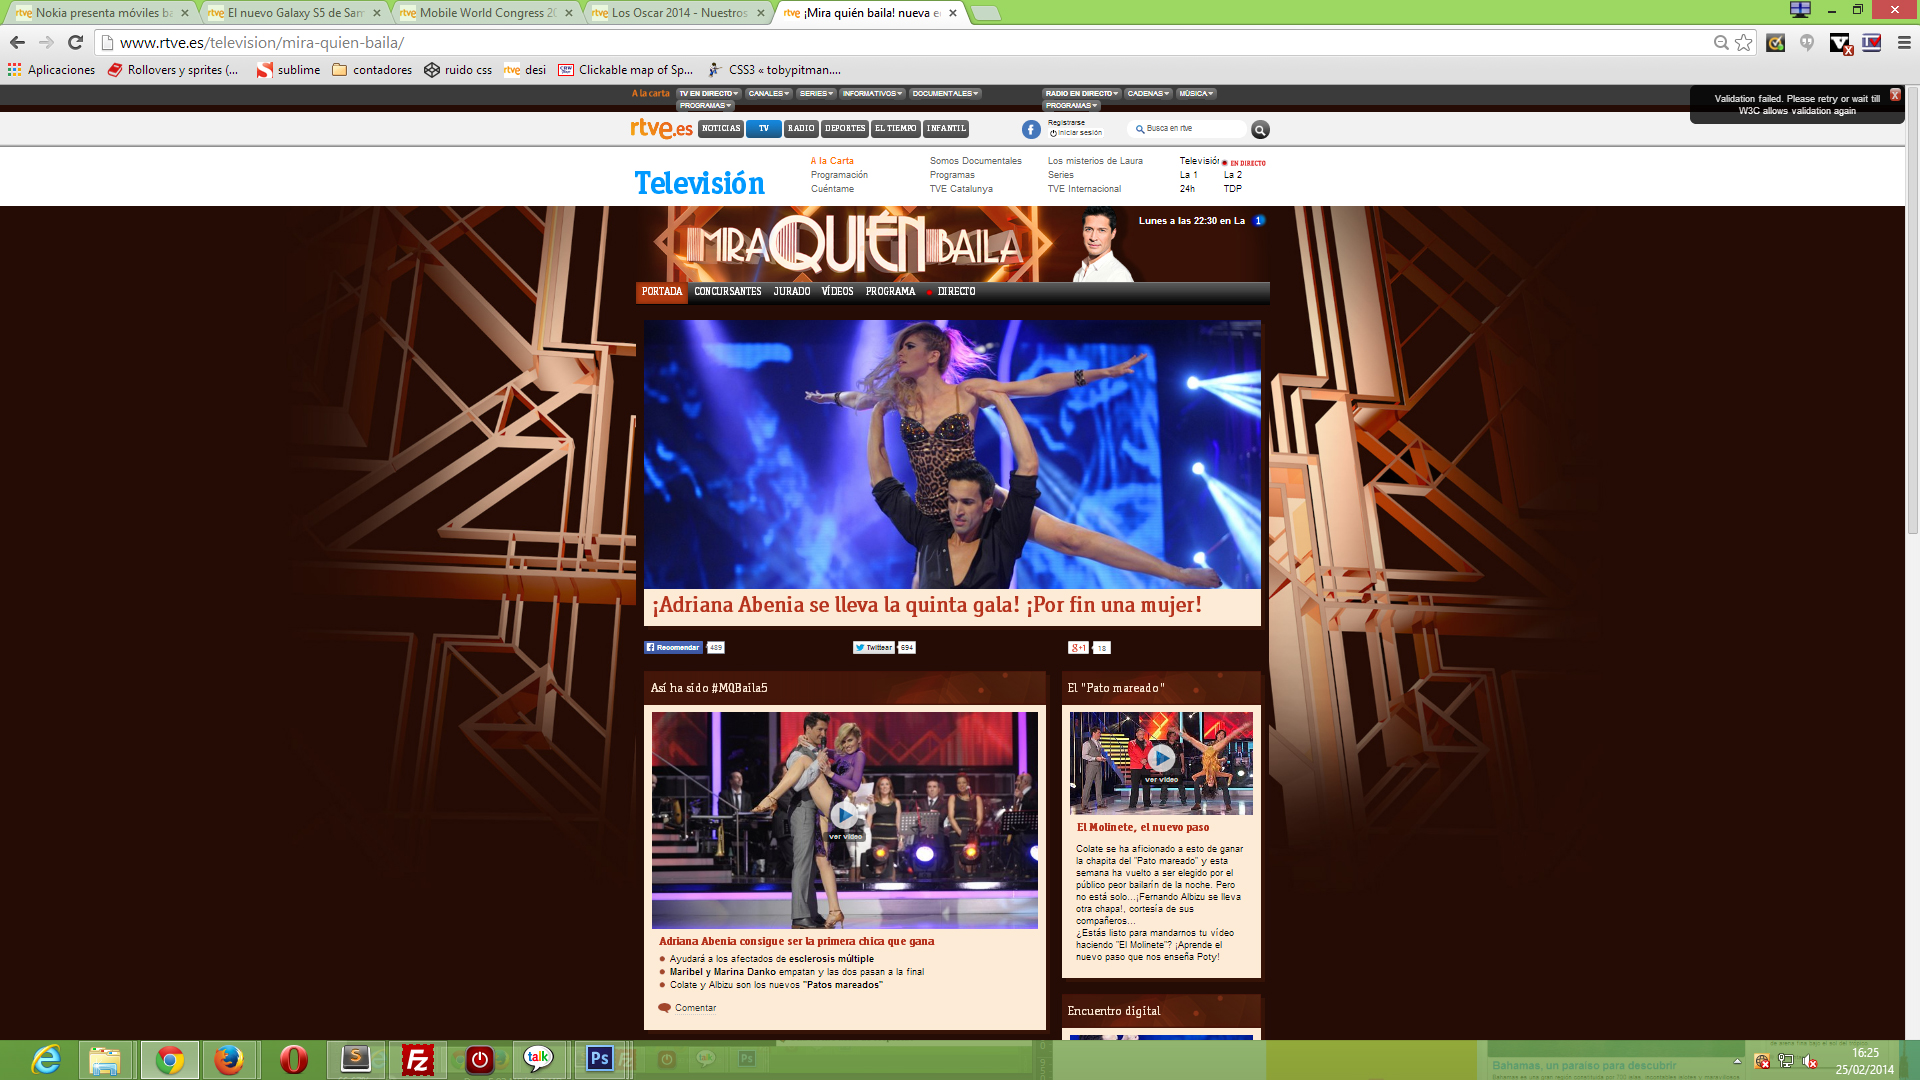 Nokia presenta móviles ba
El nuevo Galaxy S5 de Sam
Mobile World Congress 20
Los Oscar 2014 - Nuestros
¡Mira quién baila! nueva e
www.rtve.es/television/mira-quien-baila/
Aplicaciones
Rollovers y sprites (...
sublime
contadores
ruido css
desi
Clickable map of Sp...
CSS3 « tobypitman....
A la carta TV EN DIRECTO CANALES SERIES INFORMATIVOS DOCUMENTALES
PROGRAMAS
RADIO EN DIRECTO CADENAS MÚSICA
PROGRAMAS
Validation failed. Please retry or wait till
W3C allows validation again
rtve.es NOTICIAS TV RADIO DEPORTES EL TIEMPO INFANTIL
Registrarse
Iniciar sesión
Busca en rtve
Televisión
A la Carta
Programación
Cuéntame
Somos Documentales
Programas
TVE Catalunya
Los misterios de Laura
Series
TVE Internacional
Televisión EN DIRECTO
La 1 La 2
24h TDP
¡MIRA QUIÉN BAILA!
Lunes a las 22:30 en La 1
PORTADA CONCURSANTES JURADO VÍDEOS PROGRAMA DIRECTO
¡Adriana Abenia se lleva la quinta gala! ¡Por fin una mujer!
Recomendar 489
Twittear 694
g+1 18
Así ha sido #MQBaila5
ver vídeo
Adriana Abenia consigue ser la primera chica que gana
Ayudará a los afectados de esclerosis múltiple
Maribel y Marina Danko empatan y las dos pasan a la final
Colate y Albizu son los nuevos "Patos mareados"
Comentar
El "Pato mareado"
ver vídeo
El Molinete, el nuevo paso
Colate se ha aficionado a esto de ganar
la chapita del "Pato mareado" y esta
semana ha vuelto a ser elegido por el
público peor bailarín de la noche. Pero
no está solo...¡Fernando Albizu se lleva
otra chapa!, cortesía de sus
compañeros...
¿Estás listo para mandarnos tu vídeo
haciendo "El Molinete"? ¡Aprende el
nuevo paso que nos enseña Poty!
Encuentro digital
talk
Ps
Bahamas, un paraíso para descubrir
16:25
25/02/2014